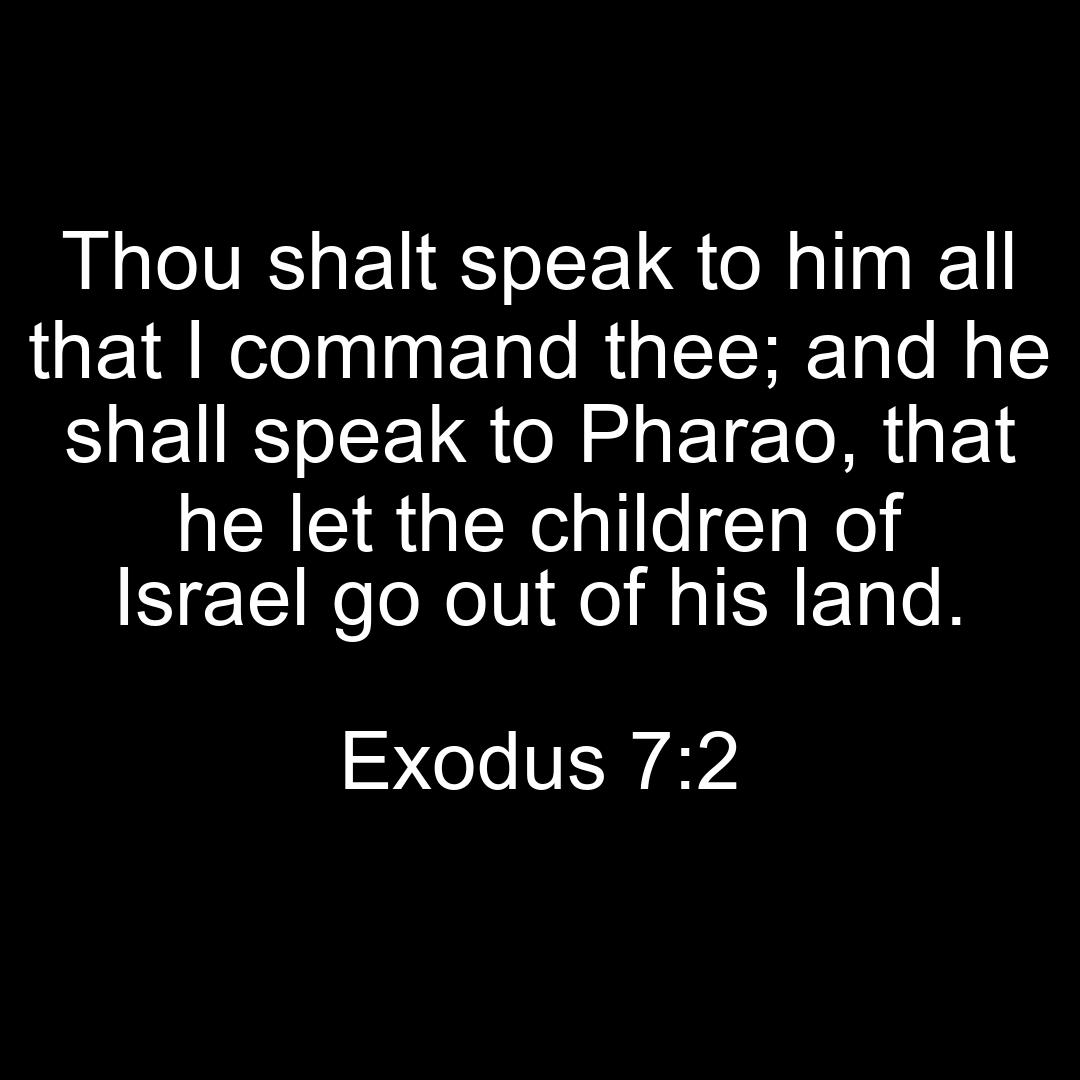 Thou shalt speak to him all
that I command thee; and he
shall speak to Pharao, that
he let the children of
Israel go out of his land.
Exodus 7:2